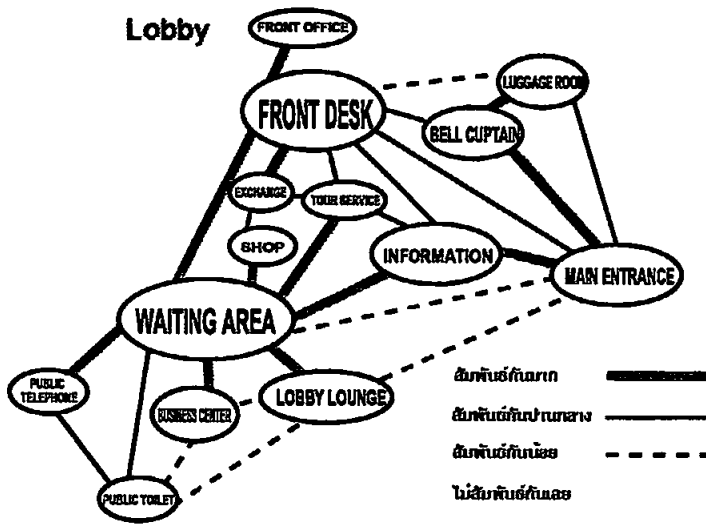 Lobby
FRONT OFFICE
FRONT DESK
LUGGAGE ROOM
BELL CUPTAIN
EXCHANGE
TOUR SERVICE
SHOP
INFORMATION
MAIN ENTRANCE
WAITING AREA
PUBLIC
TELEPHONE
BUSINESS CENTER
LOBBY LOUNGE
PUBLIC TOILET
สัมพันธ์กันมาก
สัมพันธ์กันปานกลาง
สัมพันธ์กันน้อย
ไม่สัมพันธ์กันเลย